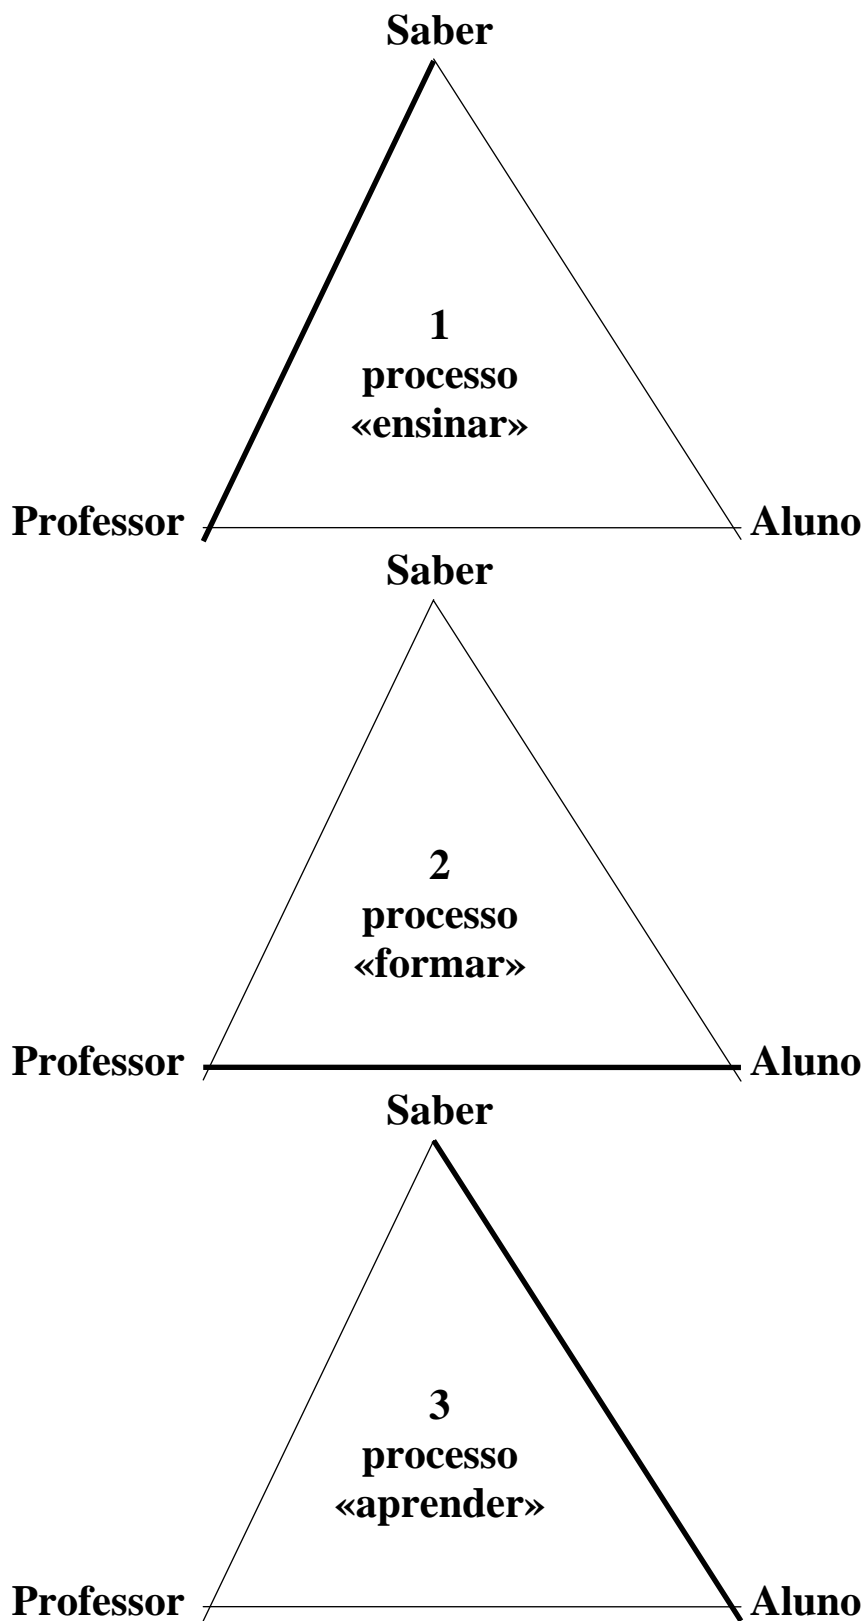 Saber
1
processo
«ensinar»
Professor
Aluno
Saber
2
processo
«formar»
Professor
Aluno
Saber
3
processo
«aprender»
Professor
Aluno